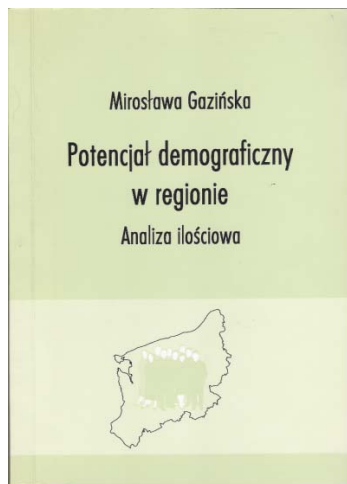 Mirosława Gazińska
Potencjał demograficzny
w regionie
Analiza ilościowa